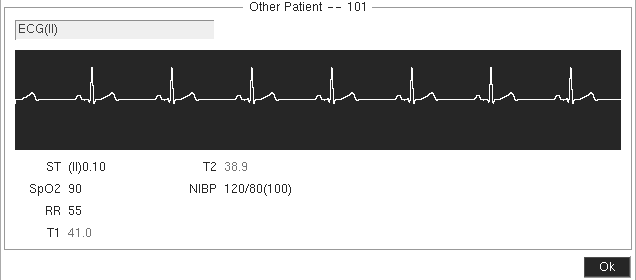 Other Patient -- 101
ECG(II)
ST (II)0.10 T2 38.9
SpO2 90 NIBP 120/80(100)
RR 55
T1 41.0
Ok